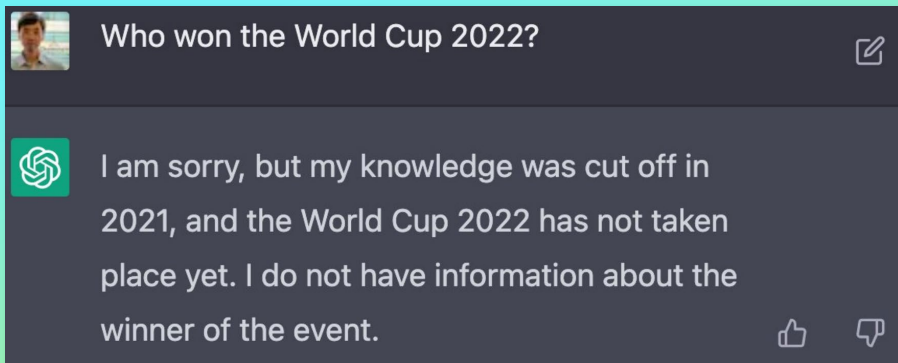 Who won the World Cup 2022?
I am sorry, but my knowledge was cut off in
2021, and the World Cup 2022 has not taken
place yet. I do not have information about the
winner of the event.